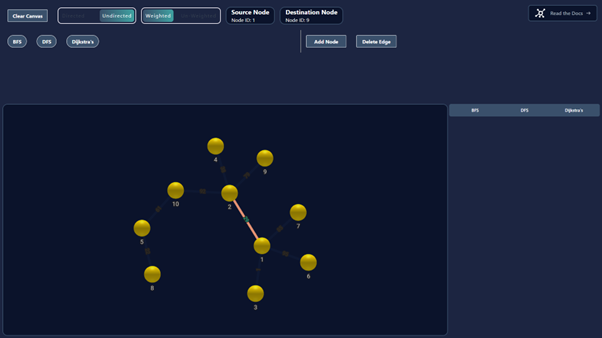 Clear Canvas
Undirected
Weighted
Source Node
Node ID: 1
Destination Node
Node ID: 9
Read the Docs →
BFS
DFS
Dijkstra's
Add Node
Delete Edge
BFS
DFS
Dijkstra's
4
9
10
2
7
5
1
6
8
3